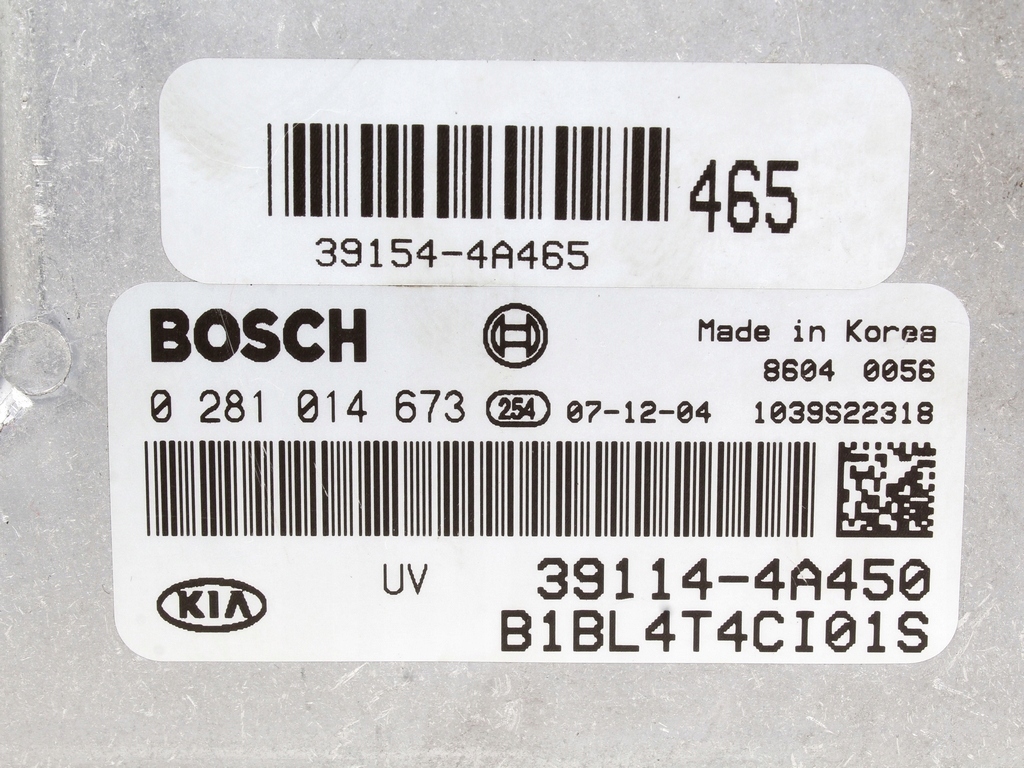 465
39154-4A465
BOSCH
Made in Korea
8604 0056
0 281 014 673 254 07-12-04 1039S22318
UV 39114-4A450
KIA
B1BL4T4CI01S